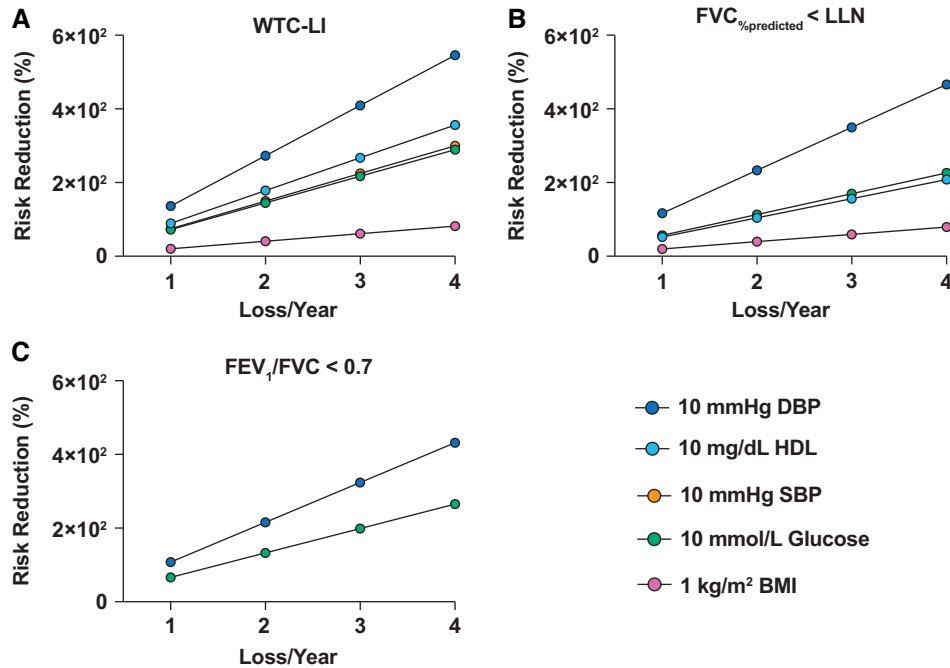 A
WTC-LI
Risk Reduction (%)
6×10²
4×10²
2×10²
0
1 2 3 4
Loss/Year
B
FVC%predicted < LLN
Risk Reduction (%)
6×10²
4×10²
2×10²
0
1 2 3 4
Loss/Year
C
FEV₁/FVC < 0.7
Risk Reduction (%)
6×10²
4×10²
2×10²
0
1 2 3 4
Loss/Year
10 mmHg DBP
10 mg/dL HDL
10 mmHg SBP
10 mmol/L Glucose
1 kg/m² BMI